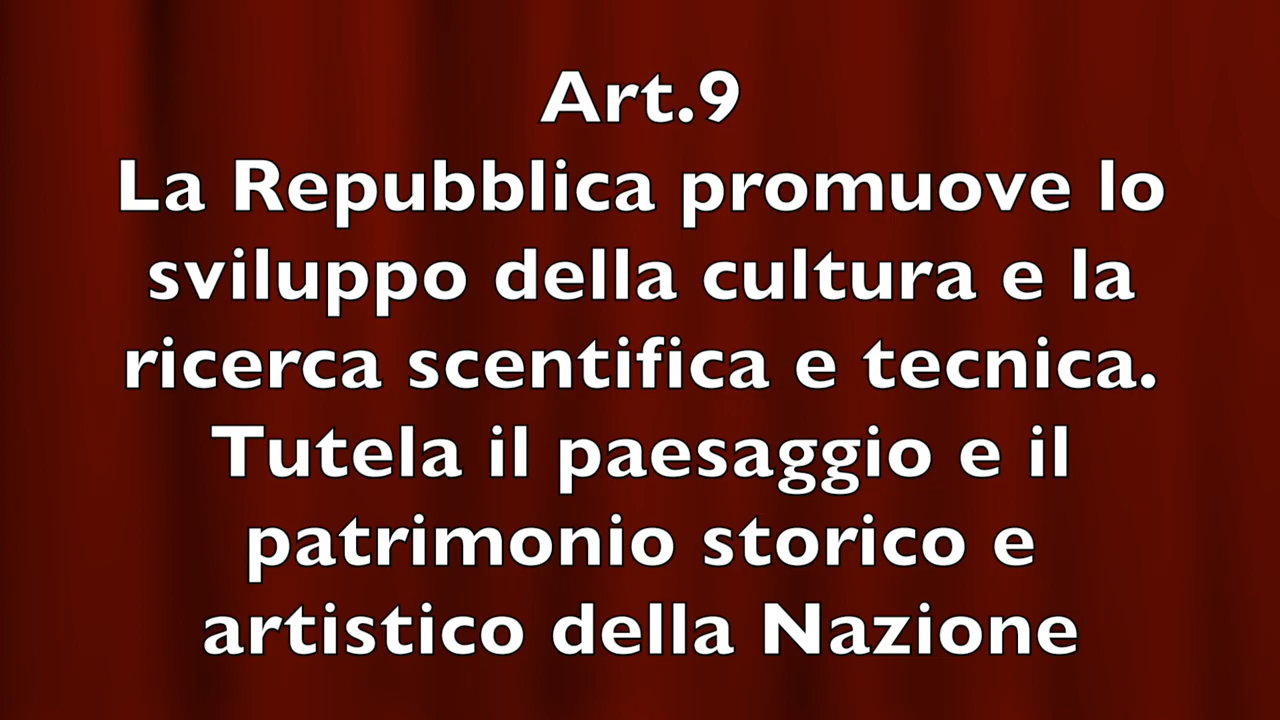 Art.9
La Repubblica promuove lo
sviluppo della cultura e la
ricerca scentifica e tecnica.
Tutela il paesaggio e il
patrimonio storico e
artistico della Nazione